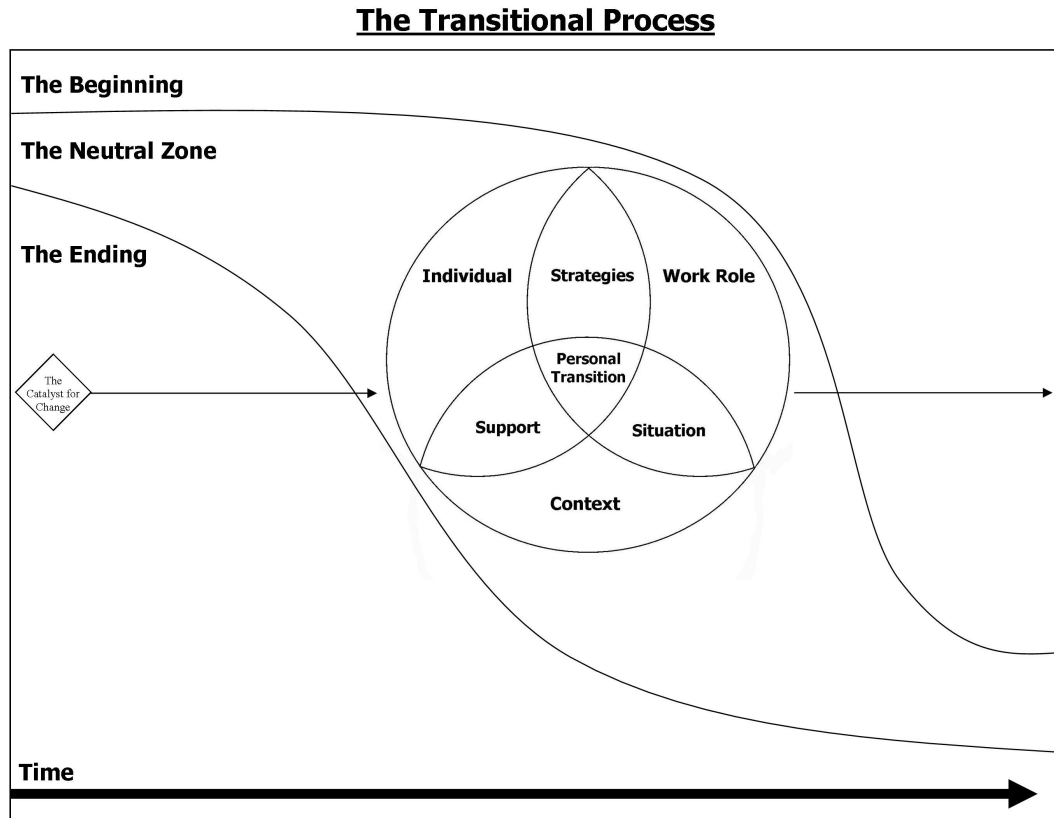 The Transitional Process
The Beginning
The Neutral Zone
The Ending
Individual
Strategies
Work Role
The
Catalyst for
Change
Personal
Transition
Support
Situation
Context
Time